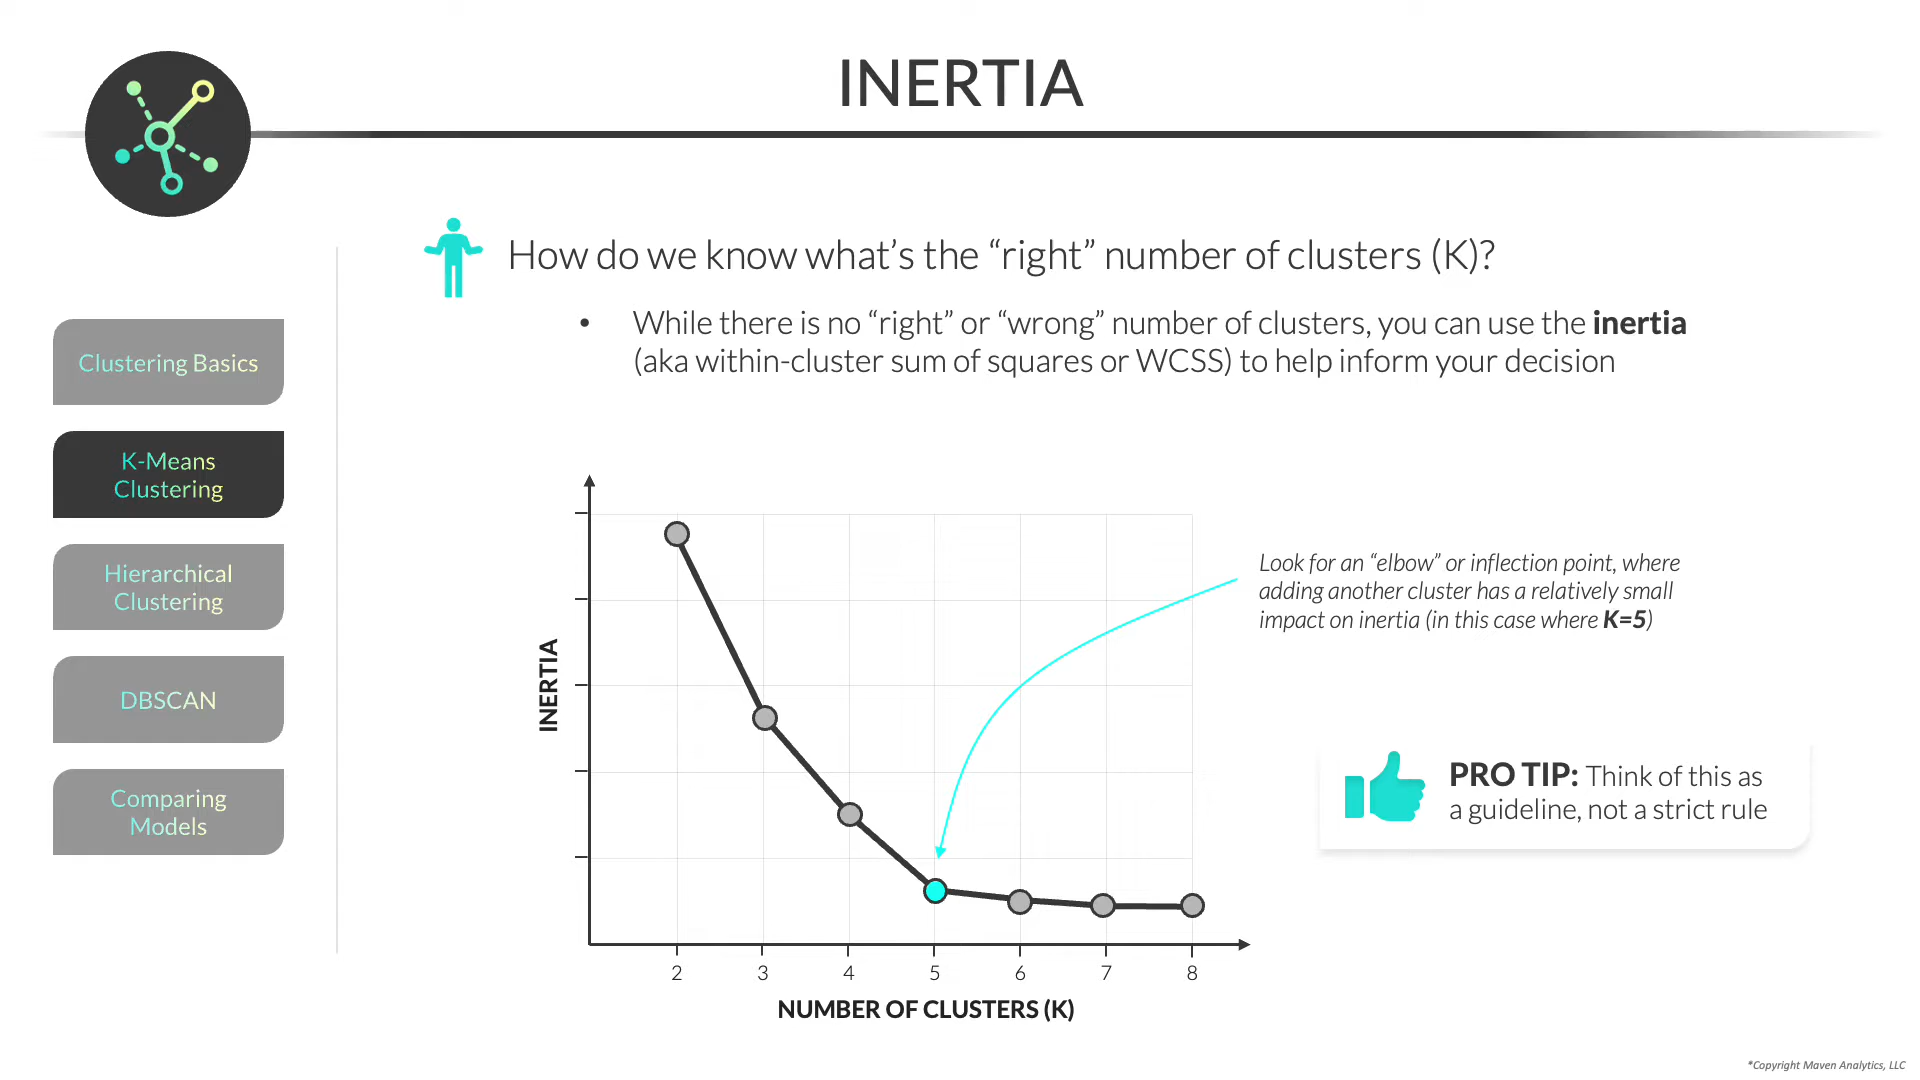 INERTIA
How do we know what’s the “right” number of clusters (K)?
• While there is no “right” or “wrong” number of clusters, you can use the inertia
(aka within-cluster sum of squares or WCSS) to help inform your decision
Clustering Basics
K-Means
Clustering
Hierarchical
Clustering
DBSCAN
Comparing
Models
INERTIA
2 3 4 5 6 7 8
NUMBER OF CLUSTERS (K)
Look for an “elbow” or inflection point, where
adding another cluster has a relatively small
impact on inertia (in this case where K=5)
PRO TIP: Think of this as
a guideline, not a strict rule
*Copyright Maven Analytics, LLC